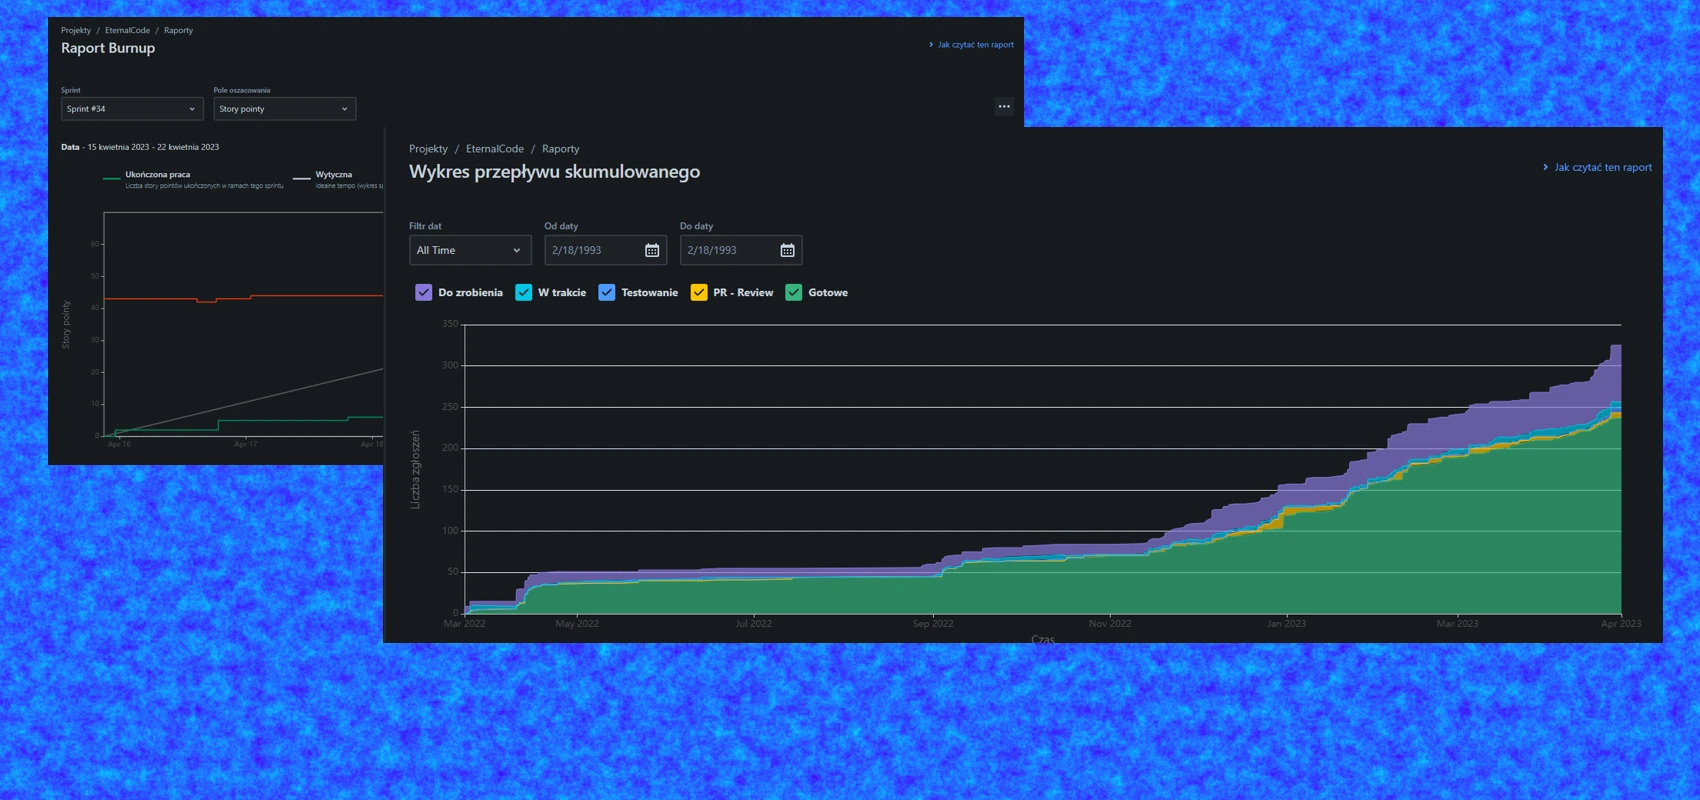 Projekty / EternalCode / Raporty
Raport Burnup
Jak czytać ten raport
Sprint
Pole oszacowania
Sprint #34
Story pointy
Data - 15 kwietnia 2023 - 22 kwietnia 2023
Ukończona praca
Liczba story pointów ukończonych w ramach tego sprintu
Wytyczna
Idealne tempo (wykres
60
50
40
30
20
10
0
Story pointy
Apr 16
Apr 17
Apr 18
Projekty / EternalCode / Raporty
Wykres przepływu skumulowanego
Jak czytać ten raport
Filtr dat
Od daty
Do daty
All Time
2/18/1993
2/18/1993
Do zrobienia
W trakcie
Testowanie
PR - Review
Gotowe
350
300
250
200
150
100
50
0
Liczba zgłoszeń
Mar 2022
May 2022
Jul 2022
Sep 2022
Nov 2022
Jan 2023
Mar 2023
Apr 2023
Czas